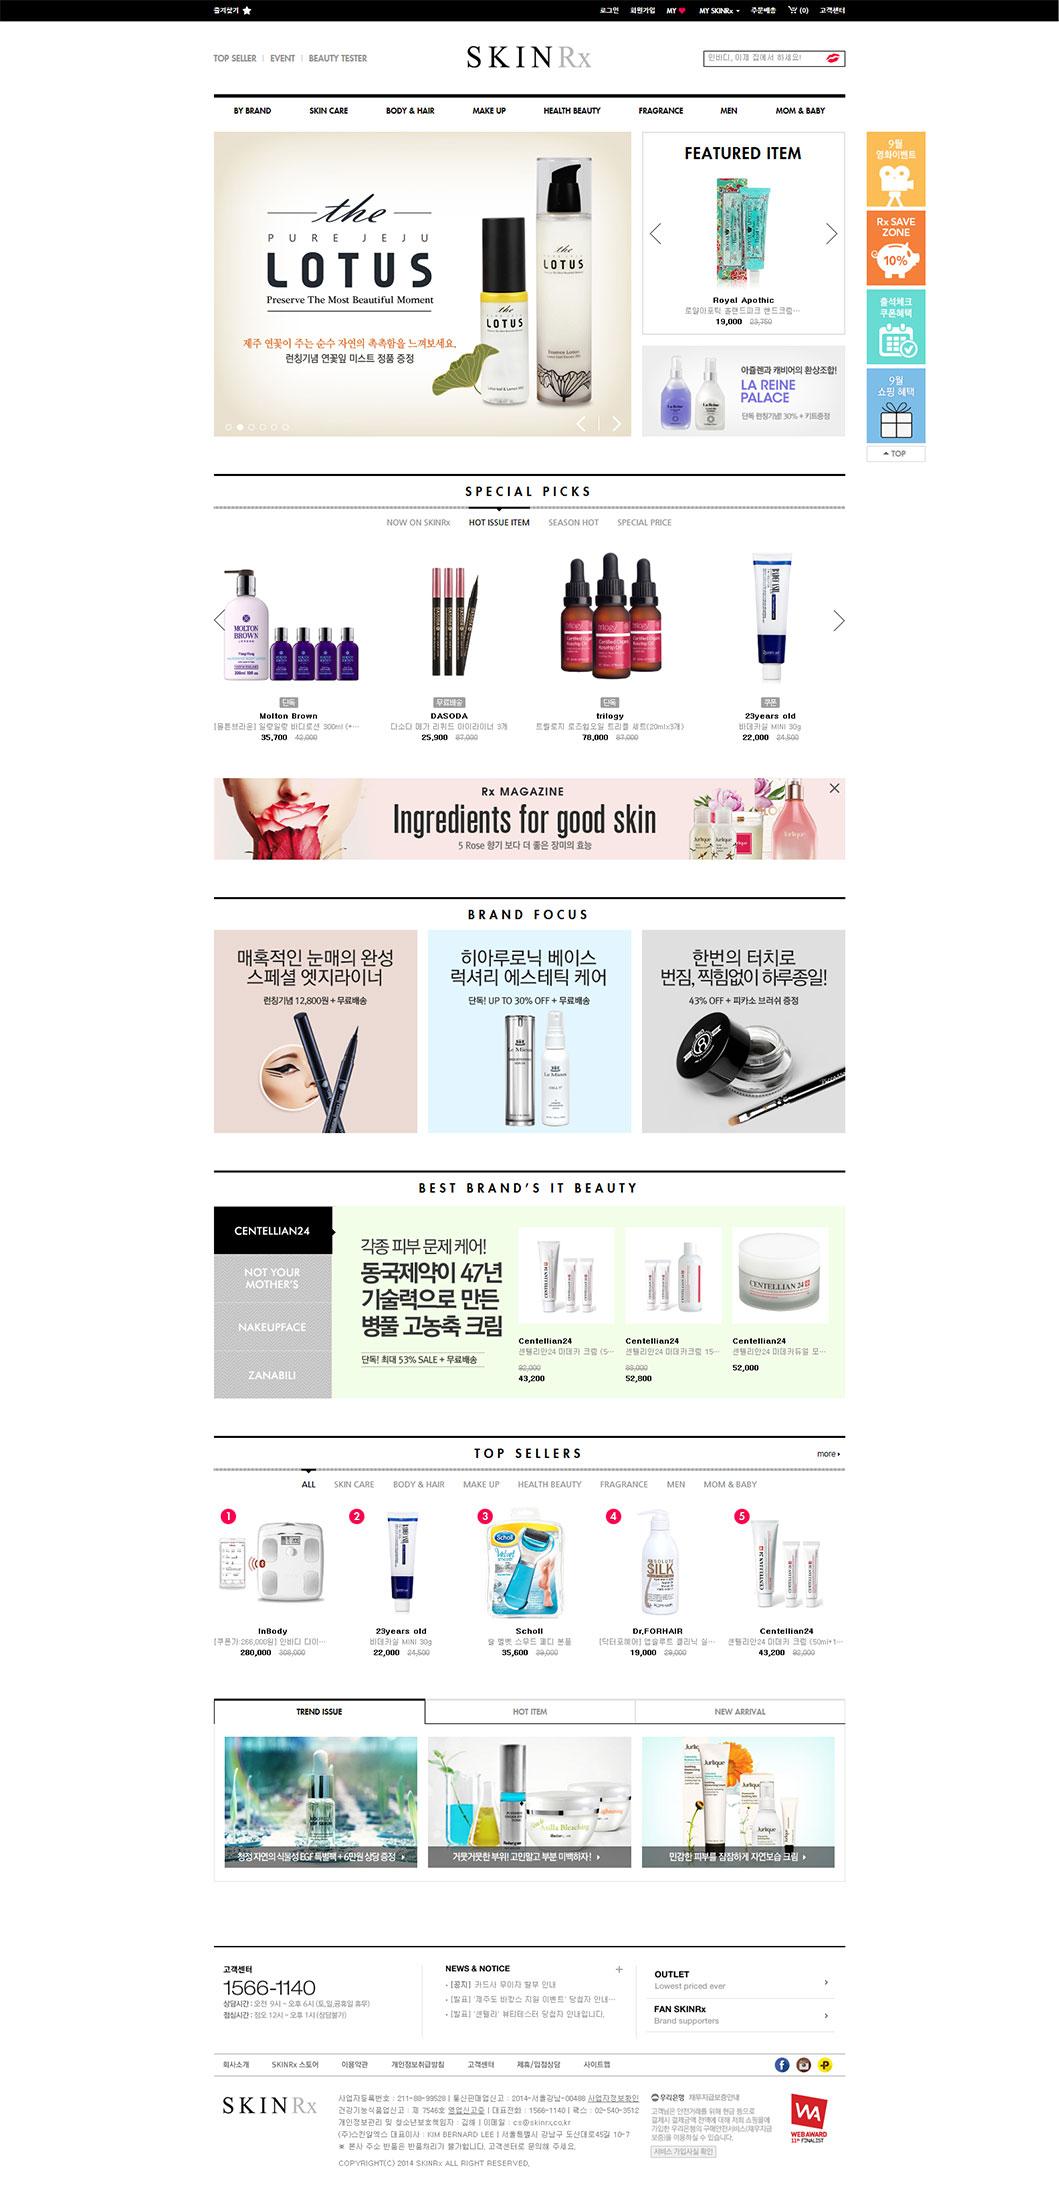 즐겨찾기
로그인 회원가입 MY MY SKINRx 주문배송 (0) 고객센터
TOP SELLER | EVENT | BEAUTY TESTER
SKINRx
인바디, 이제 집에서 하세요!
BY BRAND SKIN CARE BODY & HAIR MAKE UP HEALTH BEAUTY FRAGRANCE MEN MOM & BABY
the
PURE JEJU
LOTUS
Preserve The Most Beautiful Moment
제주 연꽃이 주는 순수 자연의 촉촉함을 느껴보세요.
런칭기념 연꽃잎 미스트 정품 증정
the
LOTUS
Essence Lotion
the
LOTUS
FEATURED ITEM
Royal Apothic
로얄아포틱 홀랜드파크 핸드크림…
19,000 23,750
아쥴렌과 캐비어의 환상조합!
LA REINE
PALACE
단독 런칭기념! 30% + 키트증정
9월
영화이벤트
Rx SAVE
ZONE
10%
출석체크
쿠폰혜택
9월
쇼핑 혜택
TOP
SPECIAL PICKS
NOW ON SKINRx HOT ISSUE ITEM SEASON HOT SPECIAL PRICE
MOLTON
BROWN
trilogy
단독
Molton Brown
[몰튼브라운] 일랑일랑 바디로션 300ml (+…
35,700 42,000
무료배송
DASODA
다소다 메가 리퀴드 아이라이너 3개
25,900 87,000
단독
trilogy
트릴로지 로즈힙오일 트리플 세트(20ml×3개)
78,000 87,000
쿠폰
23years old
바데카실 MINI 30g
22,000 24,500
Rx MAGAZINE
Ingredients for good skin
5 Rose 향기 보다 더 좋은 장미의 효능
BRAND FOCUS
매혹적인 눈매의 완성
스페셜 엣지라이너
런칭기념 12,800원 + 무료배송
히아루로닉 베이스
럭셔리 에스테틱 케어
단독! UP TO 30% OFF + 무료배송
Le Mieux
Le Mieux
한번의 터치로
번짐, 찍힘없이 하루종일!
43% OFF + 피카소 브러쉬 증정
BEST BRAND'S IT BEAUTY
CENTELLIAN24
NOT YOUR
MOTHER'S
NAKEUPFACE
ZANABILI
각종 피부 문제 케어!
동국제약이 47년
기술력으로 만든
병풀 고농축 크림
단독! 최대 53% SALE + 무료배송
CENTELLIAN 24
Centellian24
센텔리안24 마데카 크림 (5…
92,000
43,200
Centellian24
센텔리안24 마데카크림 15…
88,000
52,800
Centellian24
센텔리안24 마데카듀얼 모…
52,000
TOP SELLERS
more
ALL SKIN CARE BODY & HAIR MAKE UP HEALTH BEAUTY FRAGRANCE MEN MOM & BABY
1 2 3 4 5
Scholl
Velvet
SILK
InBody
[쿠폰가:266,000원] 인바디 다이…
280,000 308,000
23years old
바데카실 MINI 30g
22,000 24,500
Scholl
숄 벨벳 스무드 페디 본품
35,600 39,000
Dr,FORHAIR
[닥터포헤어] 앱솔루트 클리닉 실…
19,000 29,000
Centellian24
센텔리안24 마데카 크림 (50ml+1…
43,200 92,000
TREND ISSUE HOT ITEM NEW ARRIVAL
청정 자연의 식물성 EGF 특별팩 + 6만원 상당 증정
거뭇거뭇한 부위! 고민말고 부분 미백하자!
Jurlique
Jurlique
민감한 피부를 잠잠하게 자연보습 크림
고객센터
1566-1140
상담시간 : 오전 9시 ~ 오후 6시 (토,일,공휴일 휴무)
점심시간 : 정오 12시 ~ 오후 1시 (상담불가)
NEWS & NOTICE
[공지] 카드사 무이자 할부 안내
[발표] '제주도 바캉스 지원 이벤트' 당첨자 안내…
[발표] '센텔라' 뷰티테스터 당첨자 안내입니다.
OUTLET
Lowest priced ever
FAN SKINRx
Brand supporters
회사소개 SKINRx 스토어 이용약관 개인정보취급방침 고객센터 제휴/입점상담 사이트맵
SKINRx
사업자등록번호 : 211-88-99528 | 통신판매업신고 : 2014-서울강남-00488 사업자정보확인
건강기능식품업신고 : 제 7546호 영업신고증 | 대표전화 : 1566-1140 | 팩스 : 02-540-3512
개인정보관리 및 청소년보호책임자 : 김해 | 이메일 : cs@skinrx.co.kr
(주)스킨알엑스 대표이사 : KIM BERNARD LEE | 서울특별시 강남구 도산대로45길 10-7
※ 본사 주소 반품은 반품처리가 불가합니다. 고객센터로 문의해 주세요.
COPYRIGHT(C) 2014 SKINRx ALL RIGHT RESERVED.
우리은행 채무지급보증안내
고객님은 안전거래를 위해 현금 등으로
결제시 결제금액 전액에 대해 저희 쇼핑몰에
가입한 우리은행의 구매안전서비스(채무지급
보증)를 이용하실 수 있습니다.
서비스 가입사실 확인
WEBAWARD
11th FINALIST